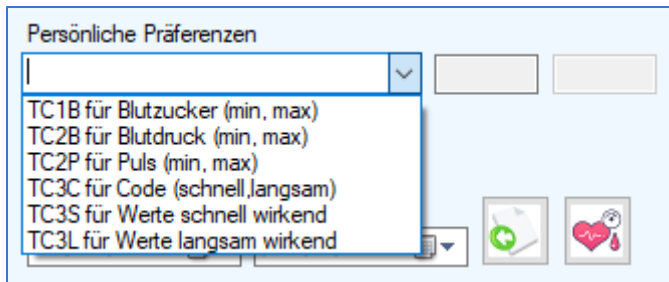 Persönliche Präferenzen
TC1B für Blutzucker (min, max)
TC2B für Blutdruck (min, max)
TC2P für Puls (min, max)
TC3C für Code (schnell,langsam)
TC3S für Werte schnell wirkend
TC3L für Werte langsam wirkend